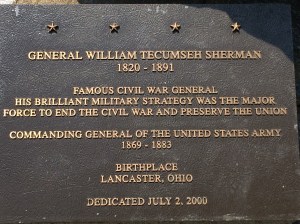 GENERAL WILLIAM TECUMSEH SHERMAN
1820 - 1891
FAMOUS CIVIL WAR GENERAL
HIS BRILLIANT MILITARY STRATEGY WAS THE MAJOR
FORCE TO END THE CIVIL WAR AND PRESERVE THE UNION
COMMANDING GENERAL OF THE UNITED STATES ARMY
1869 - 1883
BIRTHPLACE
LANCASTER, OHIO
DEDICATED JULY 2, 2000